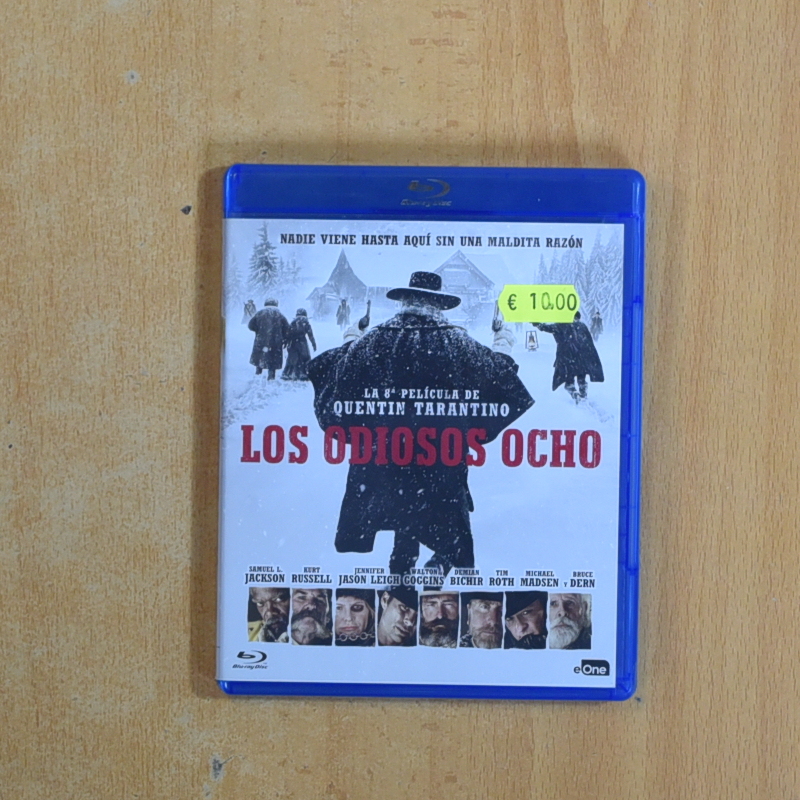 Blu-ray Disc
NADIE VIENE HASTA AQUÍ SIN UNA MALDITA RAZÓN
€ 10.00
LA 8ª PELÍCULA DE
QUENTIN TARANTINO
LOS ODIOSOS OCHO
SAMUEL L. JACKSON KURT RUSSELL JENNIFER JASON LEIGH WALTON GOGGINS DEMIAN BICHIR TIM ROTH MICHAEL MADSEN Y BRUCE DERN
Blu-ray Disc
eOne